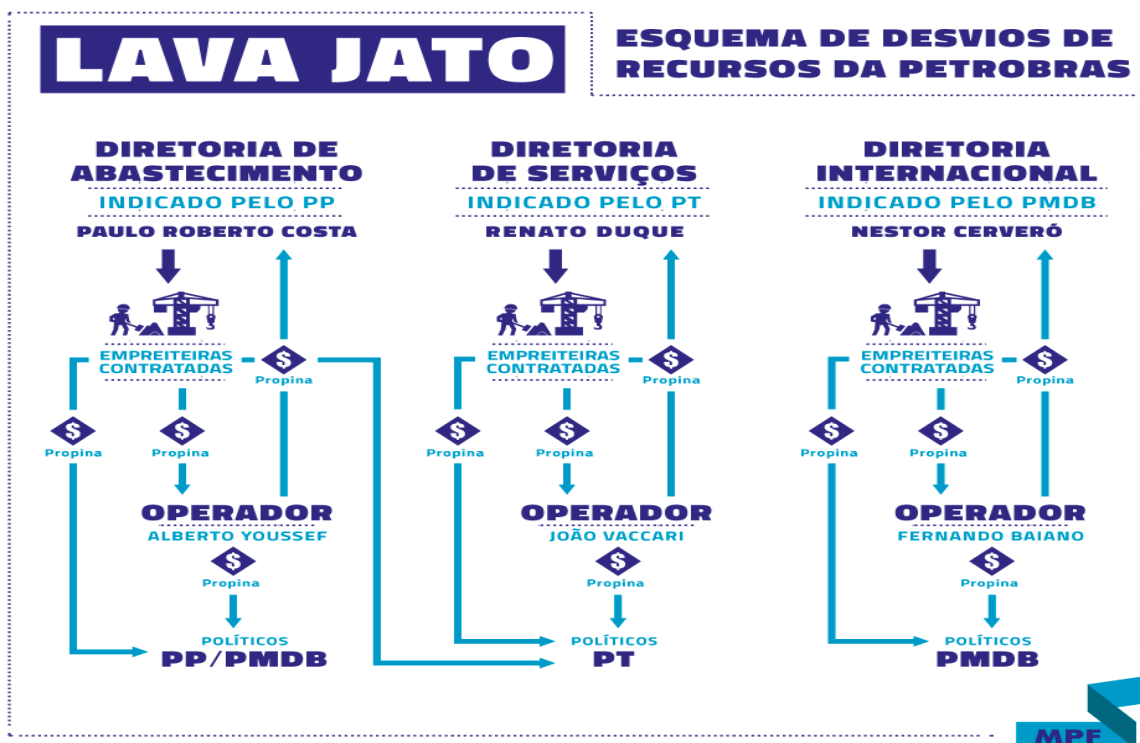 LAVA JATO
ESQUEMA DE DESVIOS DE
RECURSOS DA PETROBRAS
DIRETORIA DE
ABASTECIMENTO
INDICADO PELO PP
PAULO ROBERTO COSTA
$
EMPREITEIRAS
CONTRATADAS
Propina
$
Propina
$
Propina
OPERADOR
ALBERTO YOUSSEF
$
Propina
POLÍTICOS
PP/PMDB
DIRETORIA
DE SERVIÇOS
INDICADO PELO PT
RENATO DUQUE
$
EMPREITEIRAS
CONTRATADAS
Propina
$
Propina
$
Propina
OPERADOR
JOÃO VACCARI
$
Propina
POLÍTICOS
PT
DIRETORIA
INTERNACIONAL
INDICADO PELO PMDB
NESTOR CERVERÓ
$
EMPREITEIRAS
CONTRATADAS
Propina
$
Propina
$
Propina
OPERADOR
FERNANDO BAIANO
$
Propina
POLÍTICOS
PMDB
MPF